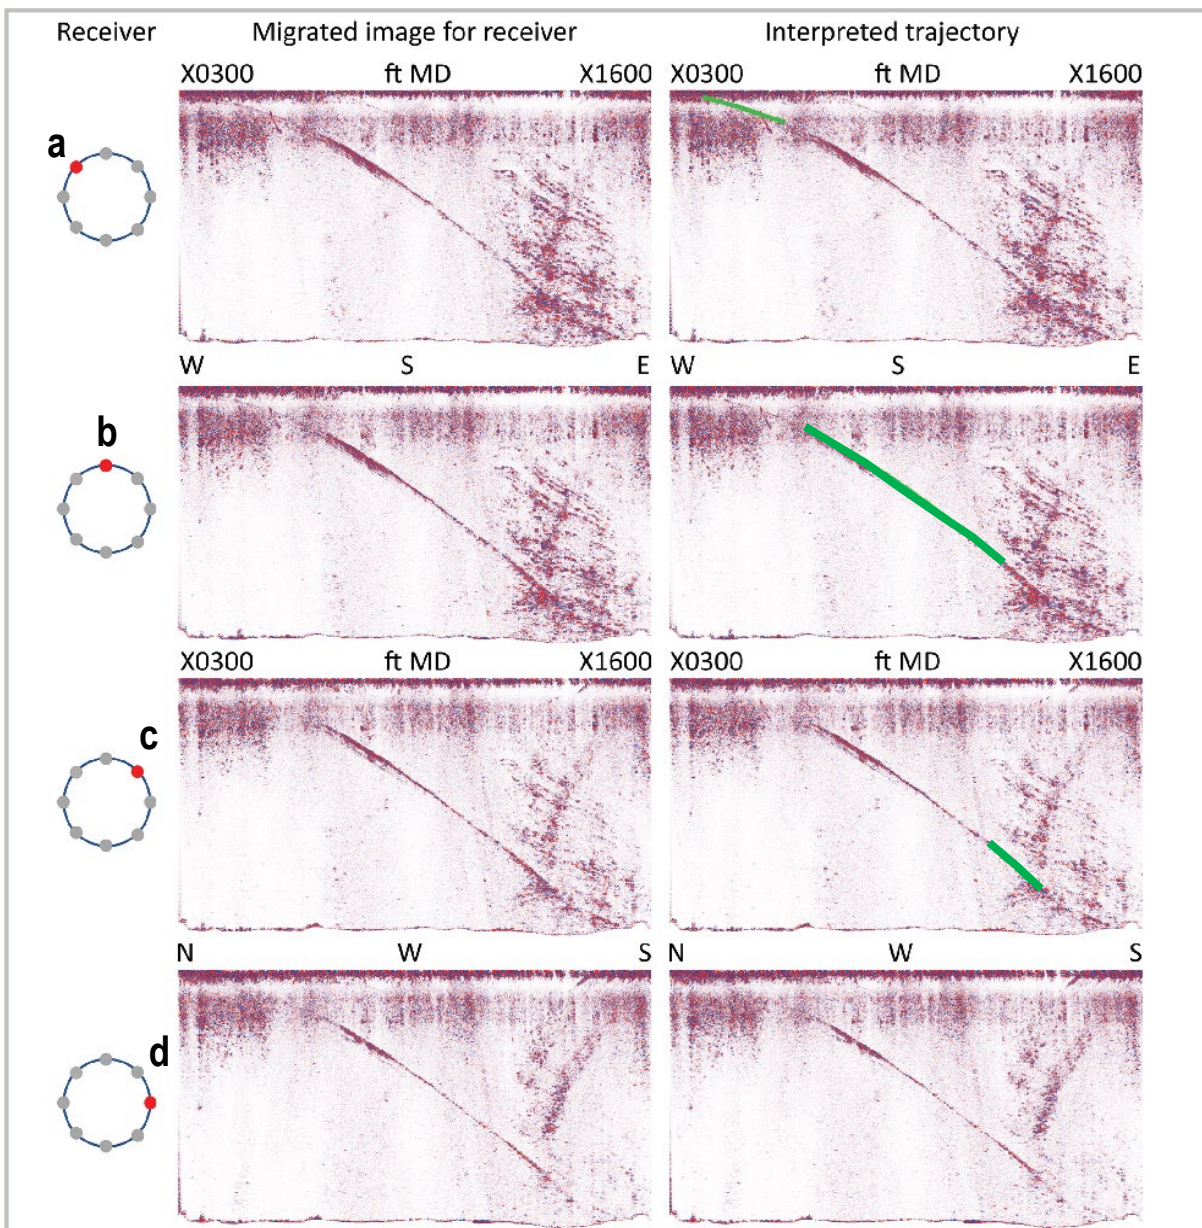 Receiver Migrated image for receiver Interpreted trajectory
X0300 ft MD X1600 X0300 ft MD X1600
a
W S E W S E
b
X0300 ft MD X1600 X0300 ft MD X1600
c
N W S N W S
d